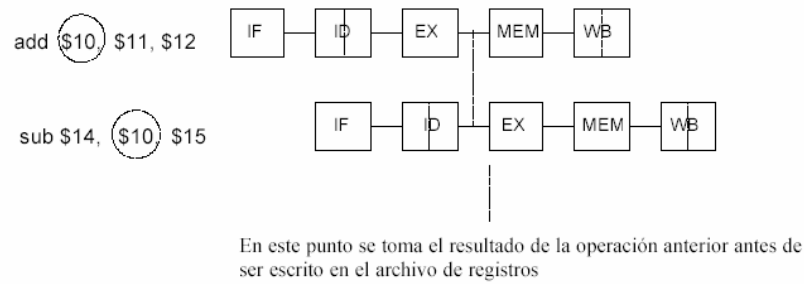 add $10, $11, $12 IF ID EX MEM WB
sub $14, $10, $15 IF ID EX MEM WB
En este punto se toma el resultado de la operación anterior antes de
ser escrito en el archivo de registros